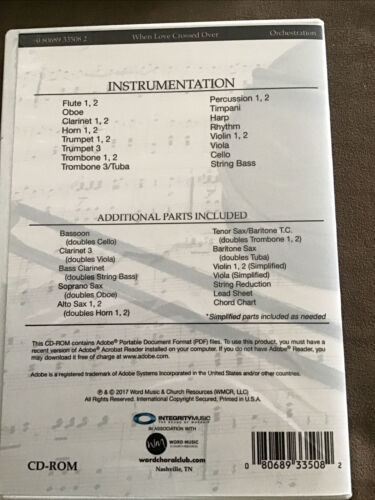 0 80689 33508 2 When Love Crossed Over Orchestration
INSTRUMENTATION
Flute 1, 2
Oboe
Clarinet 1, 2
Horn 1, 2
Trumpet 1, 2
Trumpet 3
Trombone 1, 2
Trombone 3/Tuba
Percussion 1, 2
Timpani
Harp
Rhythm
Violin 1, 2
Viola
Cello
String Bass
ADDITIONAL PARTS INCLUDED
Bassoon
(doubles Cello)
Clarinet 3
(doubles Viola)
Bass Clarinet
(doubles String Bass)
Soprano Sax
(doubles Oboe)
Alto Sax 1, 2
(doubles Horn 1, 2)
Tenor Sax/Baritone T.C.
(doubles Trombone 1, 2)
Baritone Sax
(doubles Tuba)
Violin 1, 2 (Simplified)
Viola (Simplified)
String Reduction
Lead Sheet
Chord Chart
*Simplified parts included as needed
This CD-ROM contains Adobe® Portable Document Format (PDF) files. To use this product, you must have a
recent version of Adobe® Acrobat Reader installed on your computer. If you do not have Adobe® Reader, you
may download it free of charge at www.adobe.com.
Adobe is a registered trademark of Adobe Systems Incorporated in the United States and/or other countries.
℗ & © 2017 Word Music & Church Resources (WMCR, LLC)
All Rights Reserved. International Copyright Secured. Printed in U.S.A.
INTEGRITY MUSIC
THE SOUND OF WORSHIP
IN ASSOCIATION WITH
wm WORD MUSIC
& CHURCH RESOURCES
wordchoralclub.com
Nashville, TN
CD-ROM
0 80689 33508 2